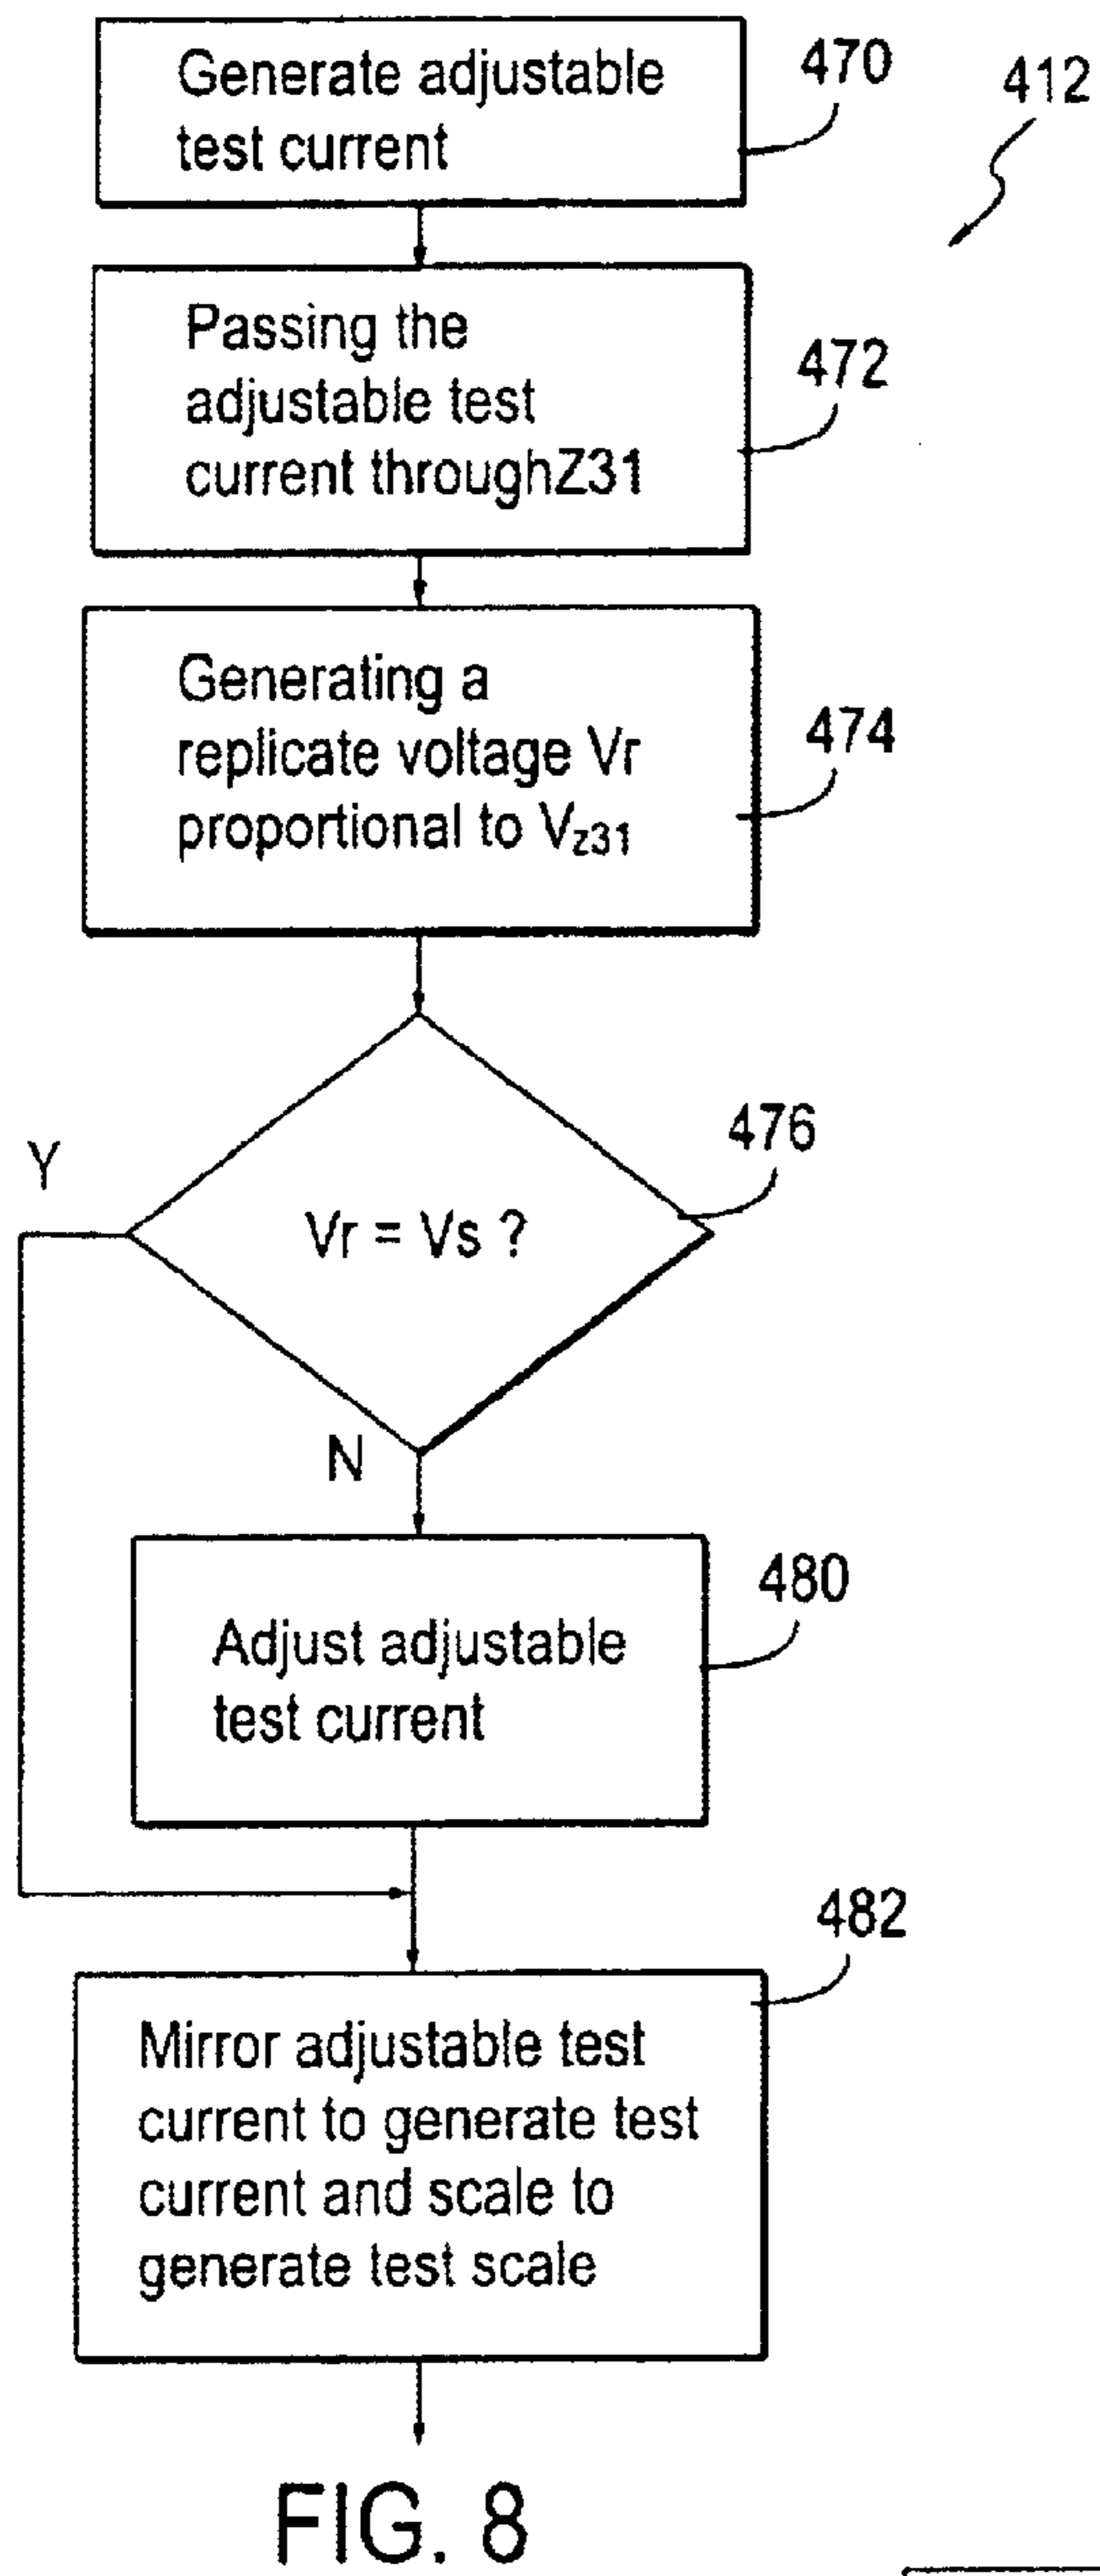 Generate adjustable
test current
470
412
Passing the
adjustable test
current throughZ31
472
Generating a
replicate voltage Vr
proportional to Vz31
474
Y
476
Vr = Vs ?
N
480
Adjust adjustable
test current
482
Mirror adjustable test
current to generate test
current and scale to
generate test scale
FIG. 8